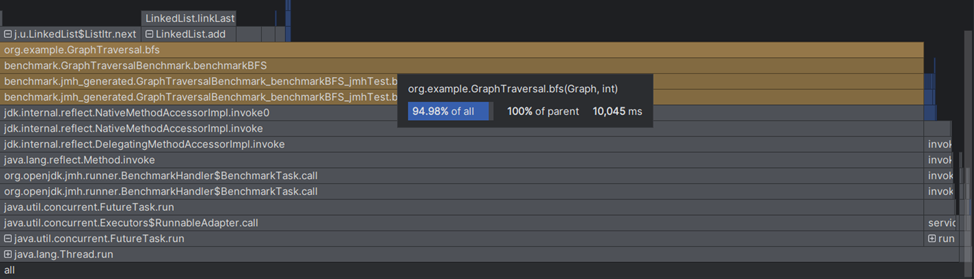 LinkedList.linkLast
j.u.LinkedList$ListItr.next LinkedList.add
org.example.GraphTraversal.bfs
benchmark.GraphTraversalBenchmark.benchmarkBFS
benchmark.jmh_generated.GraphTraversalBenchmark_benchmarkBFS_jmhTest.b
benchmark.jmh_generated.GraphTraversalBenchmark_benchmarkBFS_jmhTest.b
org.example.GraphTraversal.bfs(Graph, int)
94.98% of all 100% of parent 10,045 ms
jdk.internal.reflect.NativeMethodAccessorImpl.invoke0
jdk.internal.reflect.NativeMethodAccessorImpl.invoke
jdk.internal.reflect.DelegatingMethodAccessorImpl.invoke invok
java.lang.reflect.Method.invoke invok
org.openjdk.jmh.runner.BenchmarkHandler$BenchmarkTask.call invok
org.openjdk.jmh.runner.BenchmarkHandler$BenchmarkTask.call invok
java.util.concurrent.FutureTask.run
java.util.concurrent.Executors$RunnableAdapter.call servic
java.util.concurrent.FutureTask.run run
java.lang.Thread.run
all